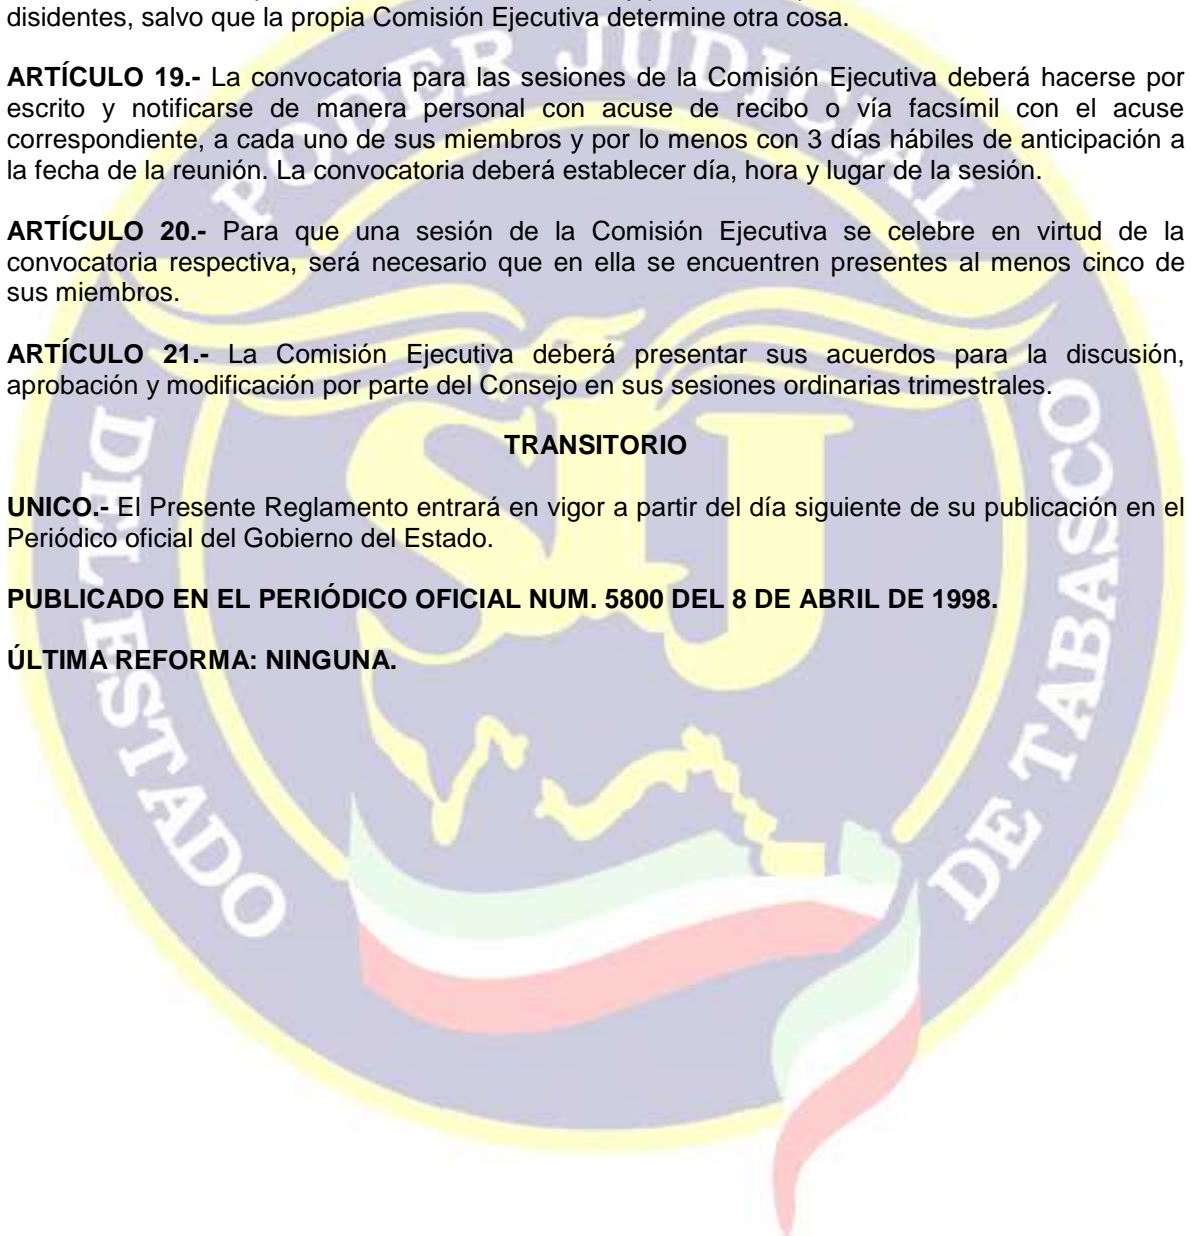 disidentes, salvo que la propia Comisión Ejecutiva determine otra cosa.
ARTÍCULO 19.- La convocatoria para las sesiones de la Comisión Ejecutiva deberá hacerse por
escrito y notificarse de manera personal con acuse de recibo o vía facsímil con el acuse
correspondiente, a cada uno de sus miembros y por lo menos con 3 días hábiles de anticipación a
la fecha de la reunión. La convocatoria deberá establecer día, hora y lugar de la sesión.
ARTÍCULO 20.- Para que una sesión de la Comisión Ejecutiva se celebre en virtud de la
convocatoria respectiva, será necesario que en ella se encuentren presentes al menos cinco de
sus miembros.
ARTÍCULO 21.- La Comisión Ejecutiva deberá presentar sus acuerdos para la discusión,
aprobación y modificación por parte del Consejo en sus sesiones ordinarias trimestrales.
TRANSITORIO
UNICO.- El Presente Reglamento entrará en vigor a partir del día siguiente de su publicación en el
Periódico oficial del Gobierno del Estado.
PUBLICADO EN EL PERIÓDICO OFICIAL NUM. 5800 DEL 8 DE ABRIL DE 1998.
ÚLTIMA REFORMA: NINGUNA.
PODER JUDICIAL
DEL ESTADO
DE TABASCO
STJ